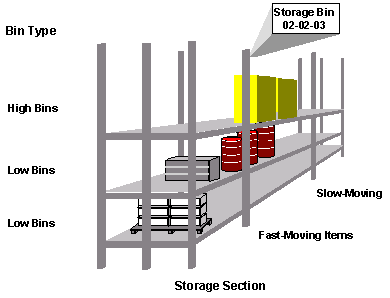 Storage Bin
02-02-03
Bin Type
High Bins
Low Bins
Slow-Moving
Low Bins
Fast-Moving Items
Storage Section